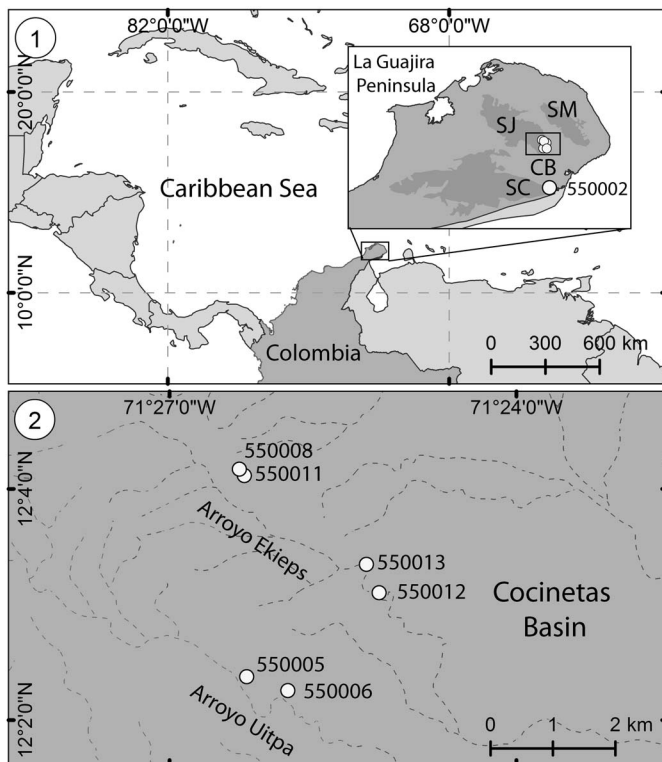 1
82°0'0"W
68°0'0"W
20°0'0"N
10°0'0"N
La Guajira
Peninsula
SJ
SM
CB
SC
550002
Caribbean Sea
Colombia
0 300 600 km
2
71°27'0"W
71°24'0"W
12°4'0"N
12°2'0"N
550008
550011
Arroyo Ekieps
550013
550012
Cocinetas
Basin
550005
550006
Arroyo Uitpa
0 1 2 km